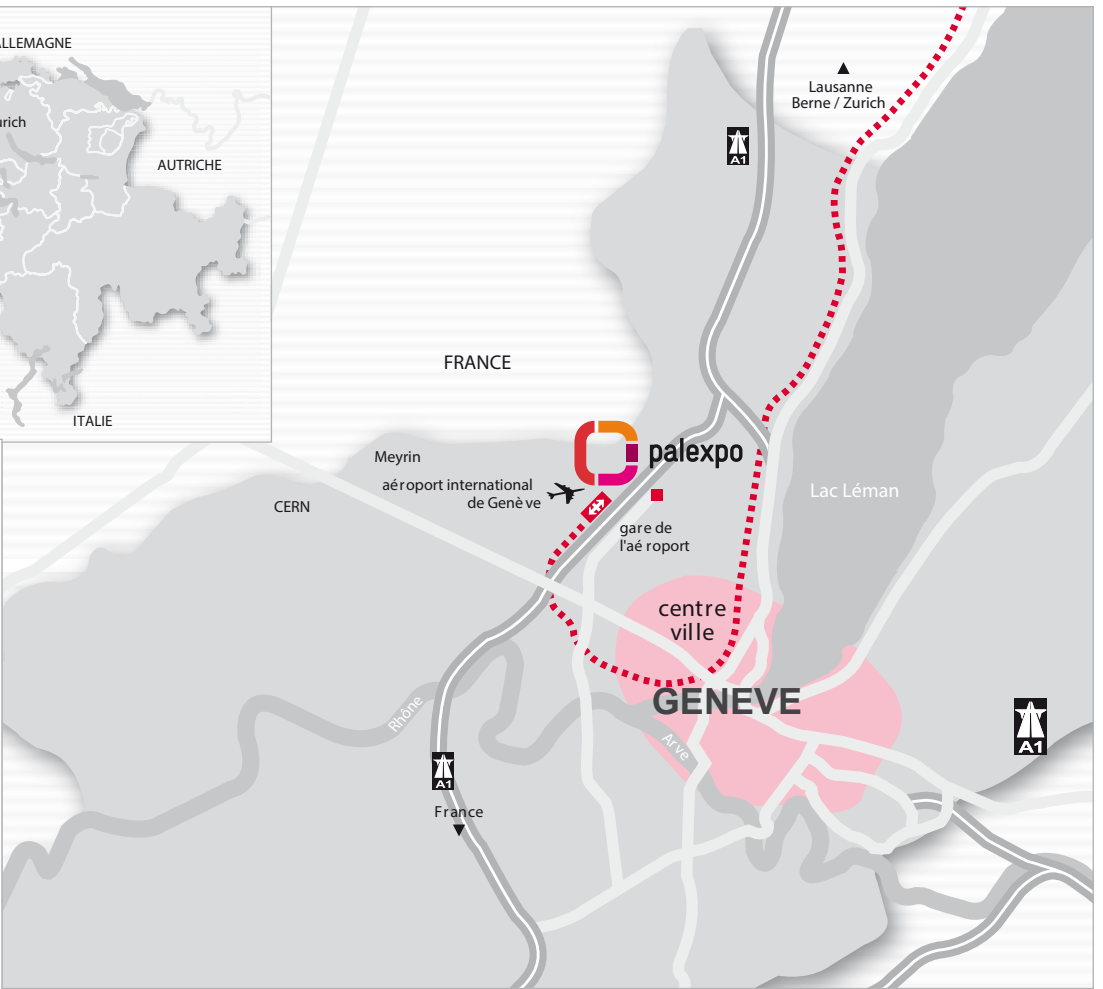 ALLEMAGNE
AUTRICHE
ITALIE
Lausanne
Berne / Zurich
A1
FRANCE
palexpo
Meyrin
aéroport international
de Genève
CERN
gare de
l'aéroport
Lac Léman
centre
ville
GENEVE
Rhône
Arve
A1
A1
France